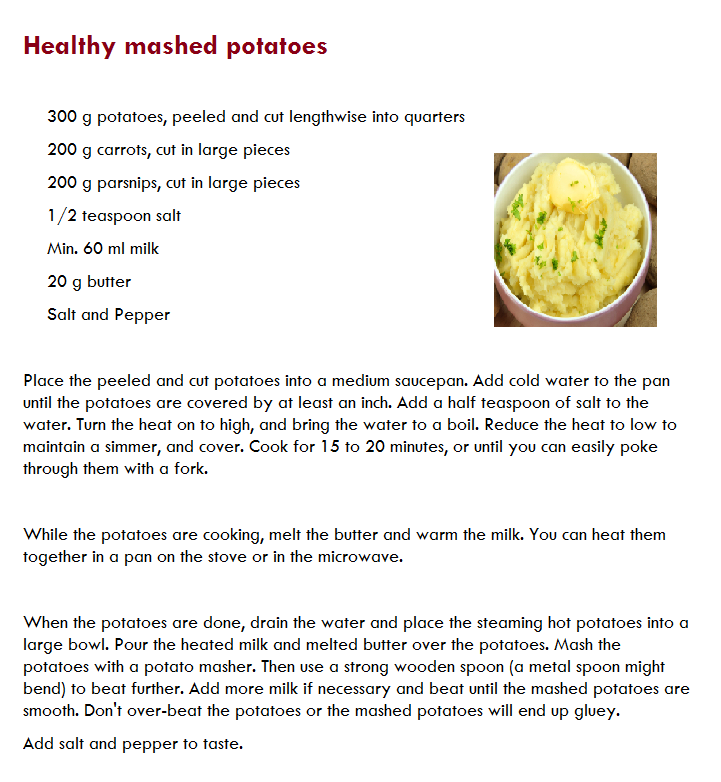 Healthy mashed potatoes
300 g potatoes, peeled and cut lengthwise into quarters
200 g carrots, cut in large pieces
200 g parsnips, cut in large pieces
1/2 teaspoon salt
Min. 60 ml milk
20 g butter
Salt and Pepper
Place the peeled and cut potatoes into a medium saucepan. Add cold water to the pan
until the potatoes are covered by at least an inch. Add a half teaspoon of salt to the
water. Turn the heat on to high, and bring the water to a boil. Reduce the heat to low to
maintain a simmer, and cover. Cook for 15 to 20 minutes, or until you can easily poke
through them with a fork.
While the potatoes are cooking, melt the butter and warm the milk. You can heat them
together in a pan on the stove or in the microwave.
When the potatoes are done, drain the water and place the steaming hot potatoes into a
large bowl. Pour the heated milk and melted butter over the potatoes. Mash the
potatoes with a potato masher. Then use a strong wooden spoon (a metal spoon might
bend) to beat further. Add more milk if necessary and beat until the mashed potatoes are
smooth. Don't over-beat the potatoes or the mashed potatoes will end up gluey.
Add salt and pepper to taste.